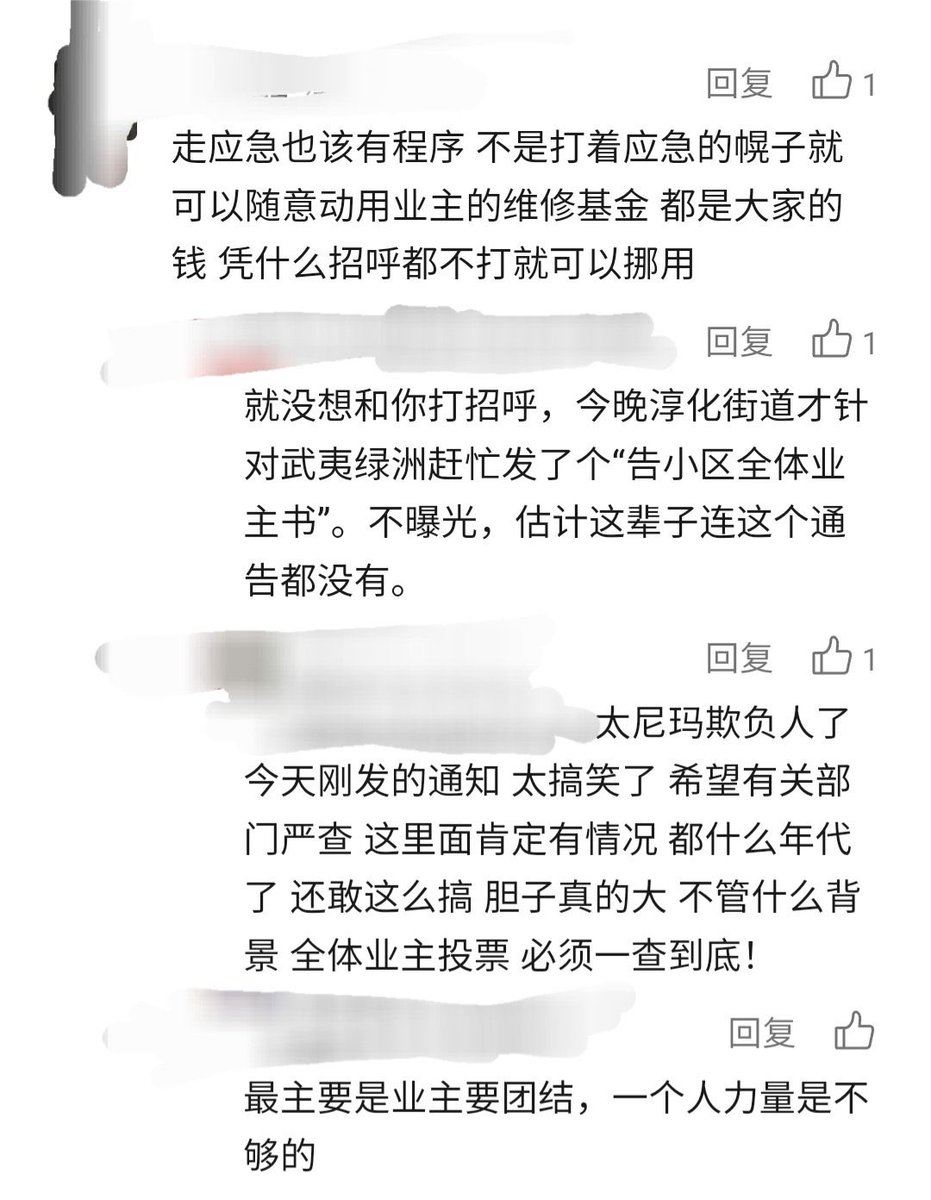 回复 1
走应急也该有程序 不是打着应急的幌子就
可以随意动用业主的维修基金 都是大家的
钱 凭什么招呼都不打就可以挪用
回复 1
就没想和你打招呼，今晚淳化街道才针
对武夷绿洲赶忙发了个“告小区全体业
主书”。不曝光，估计这辈子连这个通
告都没有。
回复 1
太尼玛欺负人了
今天刚发的通知 太搞笑了 希望有关部
门严查 这里面肯定有情况 都什么年代
了 还敢这么搞 胆子真的大 不管什么背
景 全体业主投票 必须一查到底！
回复
最主要是业主要团结，一个人力量是不
够的